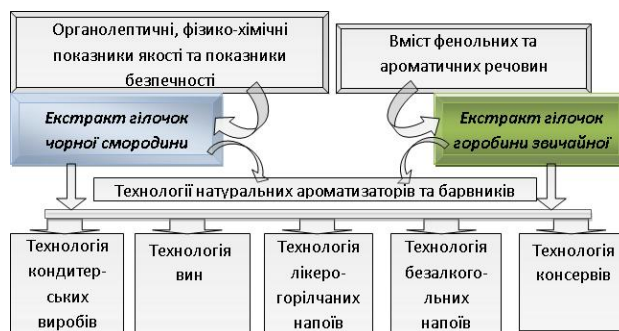 Органолептичні, фізико-хімічні
показники якості та показники
безпечності
Вміст фенольних та
ароматичних речовин
Екстракт гілочок
чорної смородини
Екстракт гілочок
горобини звичайної
Технології натуральних ароматизаторів та барвників
Технологія
кондитер-
ських
виробів
Технологія
вин
Технологія
лікеро-
горілчаних
напоїв
Технологія
безалкого-
льних
напоїв
Технологія
консервів